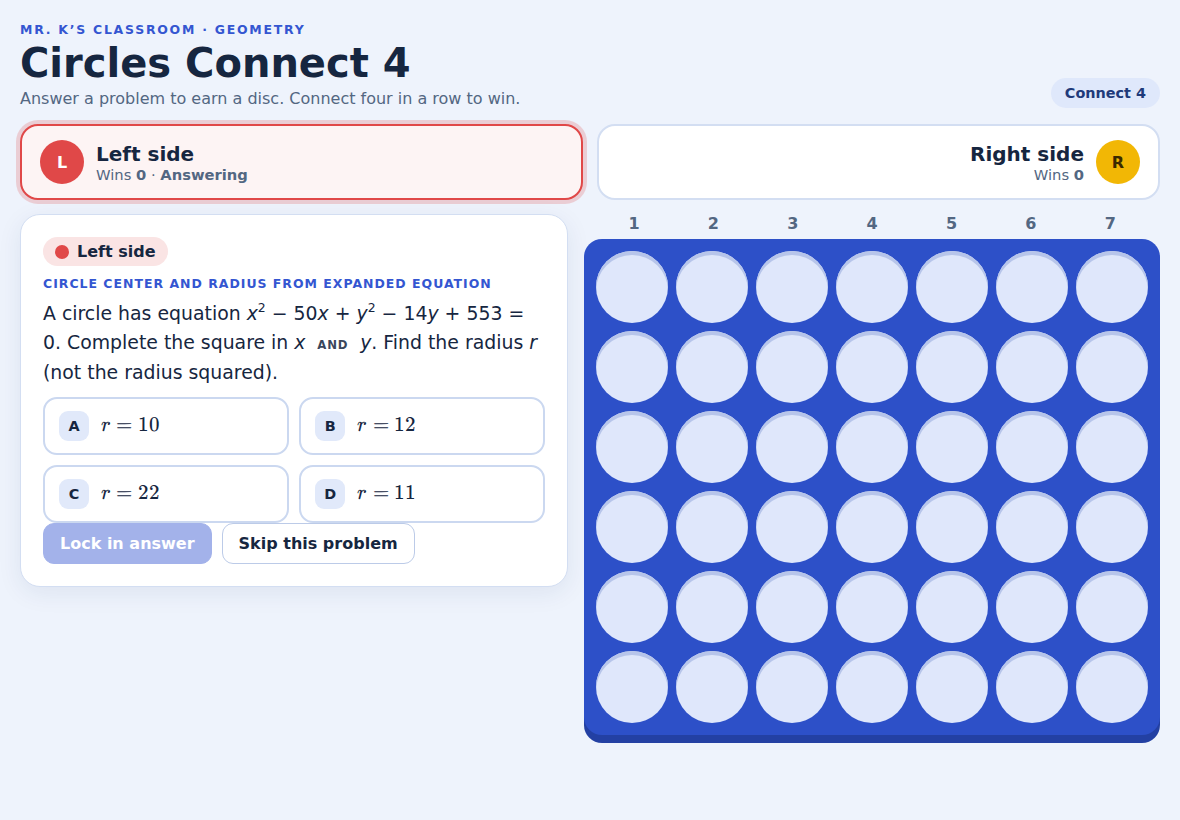 MR. K’S CLASSROOM · GEOMETRY
Circles Connect 4
Answer a problem to earn a disc. Connect four in a row to win.
Connect 4
L
Left side
Wins 0 · Answering
Right side
Wins 0
R
Left side
CIRCLE CENTER AND RADIUS FROM EXPANDED EQUATION
A circle has equation x² − 50x + y² − 14y + 553 =
0. Complete the square in x AND y. Find the radius r
(not the radius squared).
A r = 10
B r = 12
C r = 22
D r = 11
Lock in answer
Skip this problem
1 2 3 4 5 6 7